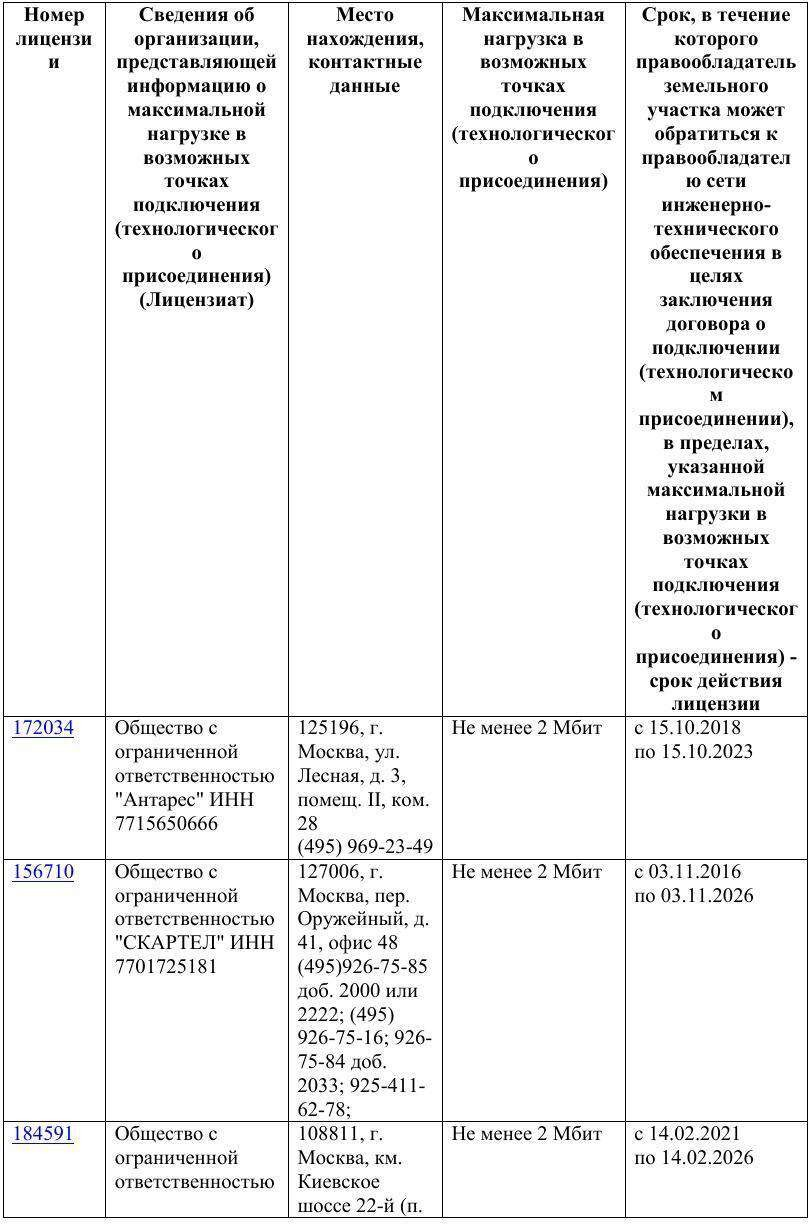 Номер
лицензи
и
Сведения об
организации,
представляющей
информацию о
максимальной
нагрузке в
возможных
точках
подключения
(технологическог
о
присоединения)
(Лицензиат)
Место
нахождения,
контактные
данные
Максимальная
нагрузка в
возможных
точках
подключения
(технологическог
о
присоединения)
Срок, в течение
которого
правообладатель
земельного
участка может
обратиться к
правообладател
ю сети
инженерно-
технического
обеспечения в
целях
заключения
договора о
подключении
(технологическо
м
присоединении),
в пределах,
указанной
максимальной
нагрузки в
возможных
точках
подключения
(технологическог
о
присоединения) -
срок действия
лицензии
172034
Общество с
ограниченной
ответственностью
"Антарес" ИНН
7715650666
125196, г.
Москва, ул.
Лесная, д. 3,
помещ. II, ком.
28
(495) 969-23-49
Не менее 2 Мбит
с 15.10.2018
по 15.10.2023
156710
Общество с
ограниченной
ответственностью
"СКАРТЕЛ" ИНН
7701725181
127006, г.
Москва, пер.
Оружейный, д.
41, офис 48
(495)926-75-85
доб. 2000 или
2222; (495)
926-75-16; 926-
75-84 доб.
2033; 925-411-
62-78;
Не менее 2 Мбит
с 03.11.2016
по 03.11.2026
184591
Общество с
ограниченной
ответственностью
108811, г.
Москва, км.
Киевское
шоссе 22-й (п.
Не менее 2 Мбит
с 14.02.2021
по 14.02.2026